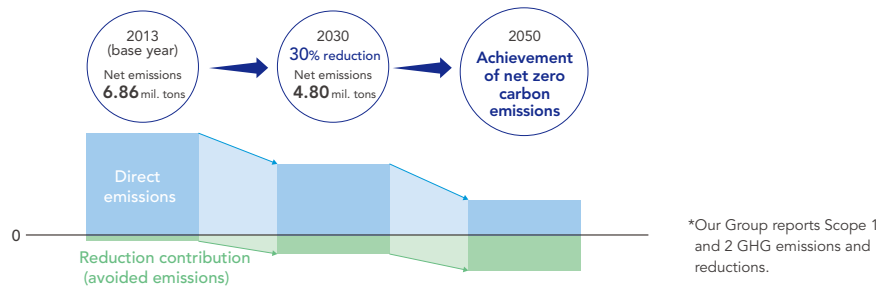 2013
(base year)
Net emissions
6.86 mil. tons
2030
30% reduction
Net emissions
4.80 mil. tons
2050
Achievement
of net zero
carbon
emissions
Direct
emissions
0
Reduction contribution
(avoided emissions)
*Our Group reports Scope 1
and 2 GHG emissions and
reductions.